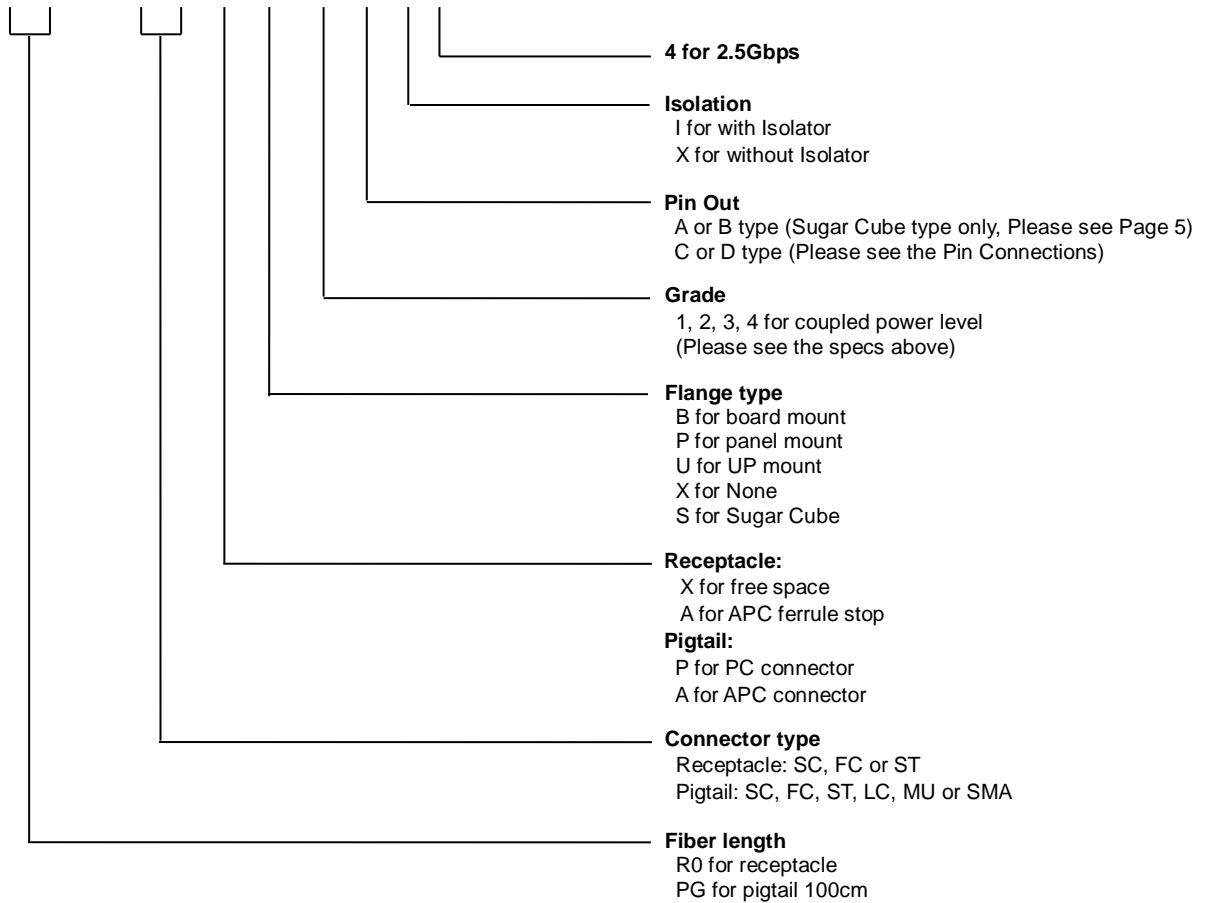 4 for 2.5Gbps
Isolation
I for with Isolator
X for without Isolator
Pin Out
A or B type (Sugar Cube type only, Please see Page 5)
C or D type (Please see the Pin Connections)
Grade
1, 2, 3, 4 for coupled power level
(Please see the specs above)
Flange type
B for board mount
P for panel mount
U for UP mount
X for None
S for Sugar Cube
Receptacle:
X for free space
A for APC ferrule stop
Pigtail:
P for PC connector
A for APC connector
Connector type
Receptacle: SC, FC or ST
Pigtail: SC, FC, ST, LC, MU or SMA
Fiber length
R0 for receptacle
PG for pigtail 100cm